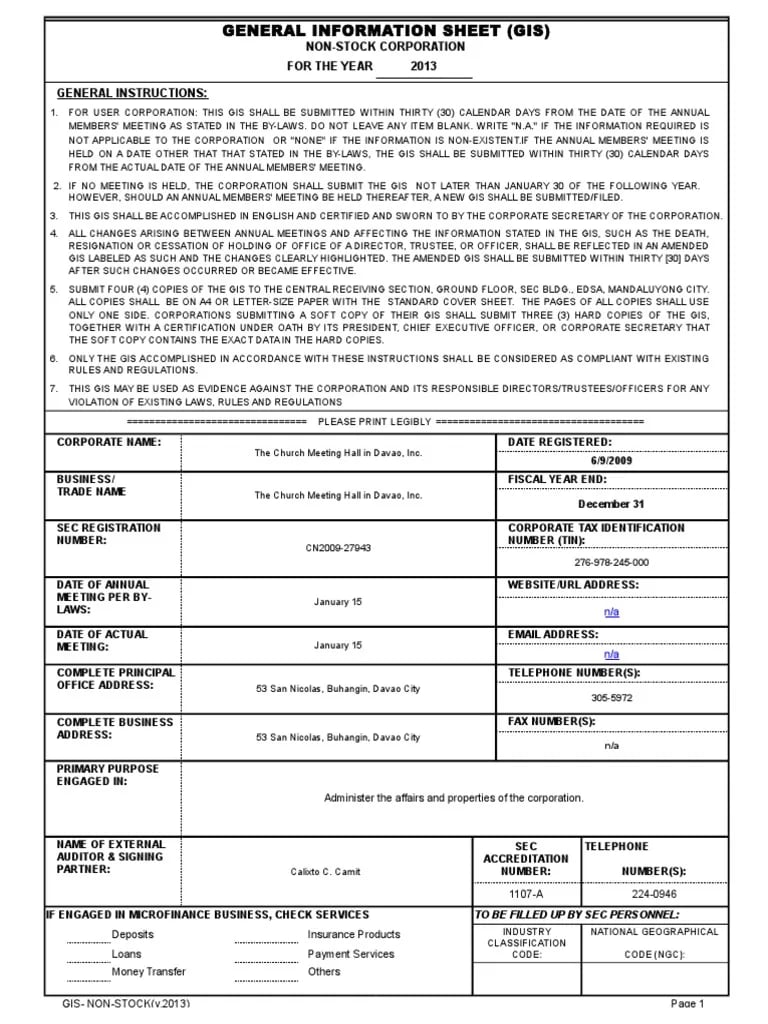 GENERAL INFORMATION SHEET (GIS)
NON-STOCK CORPORATION
FOR THE YEAR 2013
GENERAL INSTRUCTIONS:
1. FOR USER CORPORATION: THIS GIS SHALL BE SUBMITTED WITHIN THIRTY (30) CALENDAR DAYS FROM THE DATE OF THE ANNUAL
MEMBERS' MEETING AS STATED IN THE BY-LAWS. DO NOT LEAVE ANY ITEM BLANK. WRITE "N.A." IF THE INFORMATION REQUIRED IS
NOT APPLICABLE TO THE CORPORATION OR "NONE" IF THE INFORMATION IS NON-EXISTENT.IF THE ANNUAL MEMBERS' MEETING IS
HELD ON A DATE OTHER THAT THAT STATED IN THE BY-LAWS, THE GIS SHALL BE SUBMITTED WITHIN THIRTY (30) CALENDAR DAYS
FROM THE ACTUAL DATE OF THE ANNUAL MEMBERS' MEETING.
2. IF NO MEETING IS HELD, THE CORPORATION SHALL SUBMIT THE GIS NOT LATER THAN JANUARY 30 OF THE FOLLOWING YEAR.
HOWEVER, SHOULD AN ANNUAL MEMBERS' MEETING BE HELD THEREAFTER, A NEW GIS SHALL BE SUBMITTED/FILED.
3. THIS GIS SHALL BE ACCOMPLISHED IN ENGLISH AND CERTIFIED AND SWORN TO BY THE CORPORATE SECRETARY OF THE CORPORATION.
4. ALL CHANGES ARISING BETWEEN ANNUAL MEETINGS AND AFFECTING THE INFORMATION STATED IN THE GIS, SUCH AS THE DEATH,
RESIGNATION OR CESSATION OF HOLDING OF OFFICE OF A DIRECTOR, TRUSTEE, OR OFFICER, SHALL BE REFLECTED IN AN AMENDED
GIS LABELED AS SUCH AND THE CHANGES CLEARLY HIGHLIGHTED. THE AMENDED GIS SHALL BE SUBMITTED WITHIN THIRTY [30] DAYS
AFTER SUCH CHANGES OCCURRED OR BECAME EFFECTIVE.
5. SUBMIT FOUR (4) COPIES OF THE GIS TO THE CENTRAL RECEIVING SECTION, GROUND FLOOR, SEC BLDG., EDSA, MANDALUYONG CITY.
ALL COPIES SHALL BE ON A4 OR LETTER-SIZE PAPER WITH THE STANDARD COVER SHEET. THE PAGES OF ALL COPIES SHALL USE
ONLY ONE SIDE. CORPORATIONS SUBMITTING A SOFT COPY OF THEIR GIS SHALL SUBMIT THREE (3) HARD COPIES OF THE GIS,
TOGETHER WITH A CERTIFICATION UNDER OATH BY ITS PRESIDENT, CHIEF EXECUTIVE OFFICER, OR CORPORATE SECRETARY THAT
THE SOFT COPY CONTAINS THE EXACT DATA IN THE HARD COPIES.
6. ONLY THE GIS ACCOMPLISHED IN ACCORDANCE WITH THESE INSTRUCTIONS SHALL BE CONSIDERED AS COMPLIANT WITH EXISTING
RULES AND REGULATIONS.
7. THIS GIS MAY BE USED AS EVIDENCE AGAINST THE CORPORATION AND ITS RESPONSIBLE DIRECTORS/TRUSTEES/OFFICERS FOR ANY
VIOLATION OF EXISTING LAWS, RULES AND REGULATIONS
================================ PLEASE PRINT LEGIBLY =====================================
CORPORATE NAME:
The Church Meeting Hall in Davao, Inc.
DATE REGISTERED:
6/9/2009
BUSINESS/
TRADE NAME
The Church Meeting Hall in Davao, Inc.
FISCAL YEAR END:
December 31
SEC REGISTRATION
NUMBER:
CN2009-27943
CORPORATE TAX IDENTIFICATION
NUMBER (TIN):
276-978-245-000
DATE OF ANNUAL
MEETING PER BY-
LAWS:
January 15
WEBSITE/URL ADDRESS:
n/a
DATE OF ACTUAL
MEETING:
January 15
EMAIL ADDRESS:
n/a
COMPLETE PRINCIPAL
OFFICE ADDRESS:
53 San Nicolas, Buhangin, Davao City
TELEPHONE NUMBER(S):
305-5972
COMPLETE BUSINESS
ADDRESS:
53 San Nicolas, Buhangin, Davao City
FAX NUMBER(S):
n/a
PRIMARY PURPOSE
ENGAGED IN:
Administer the affairs and properties of the corporation.
NAME OF EXTERNAL
AUDITOR & SIGNING
PARTNER:
Calixto C. Camit
SEC
ACCREDITATION
NUMBER:
1107-A
TELEPHONE
NUMBER(S):
224-0946
IF ENGAGED IN MICROFINANCE BUSINESS, CHECK SERVICES
Deposits
Insurance Products
Loans
Payment Services
Money Transfer
Others
TO BE FILLED UP BY SEC PERSONNEL:
INDUSTRY
CLASSIFICATION
CODE:
NATIONAL GEOGRAPHICAL
CODE (NGC):
GIS- NON-STOCK(v.2013)
Page 1